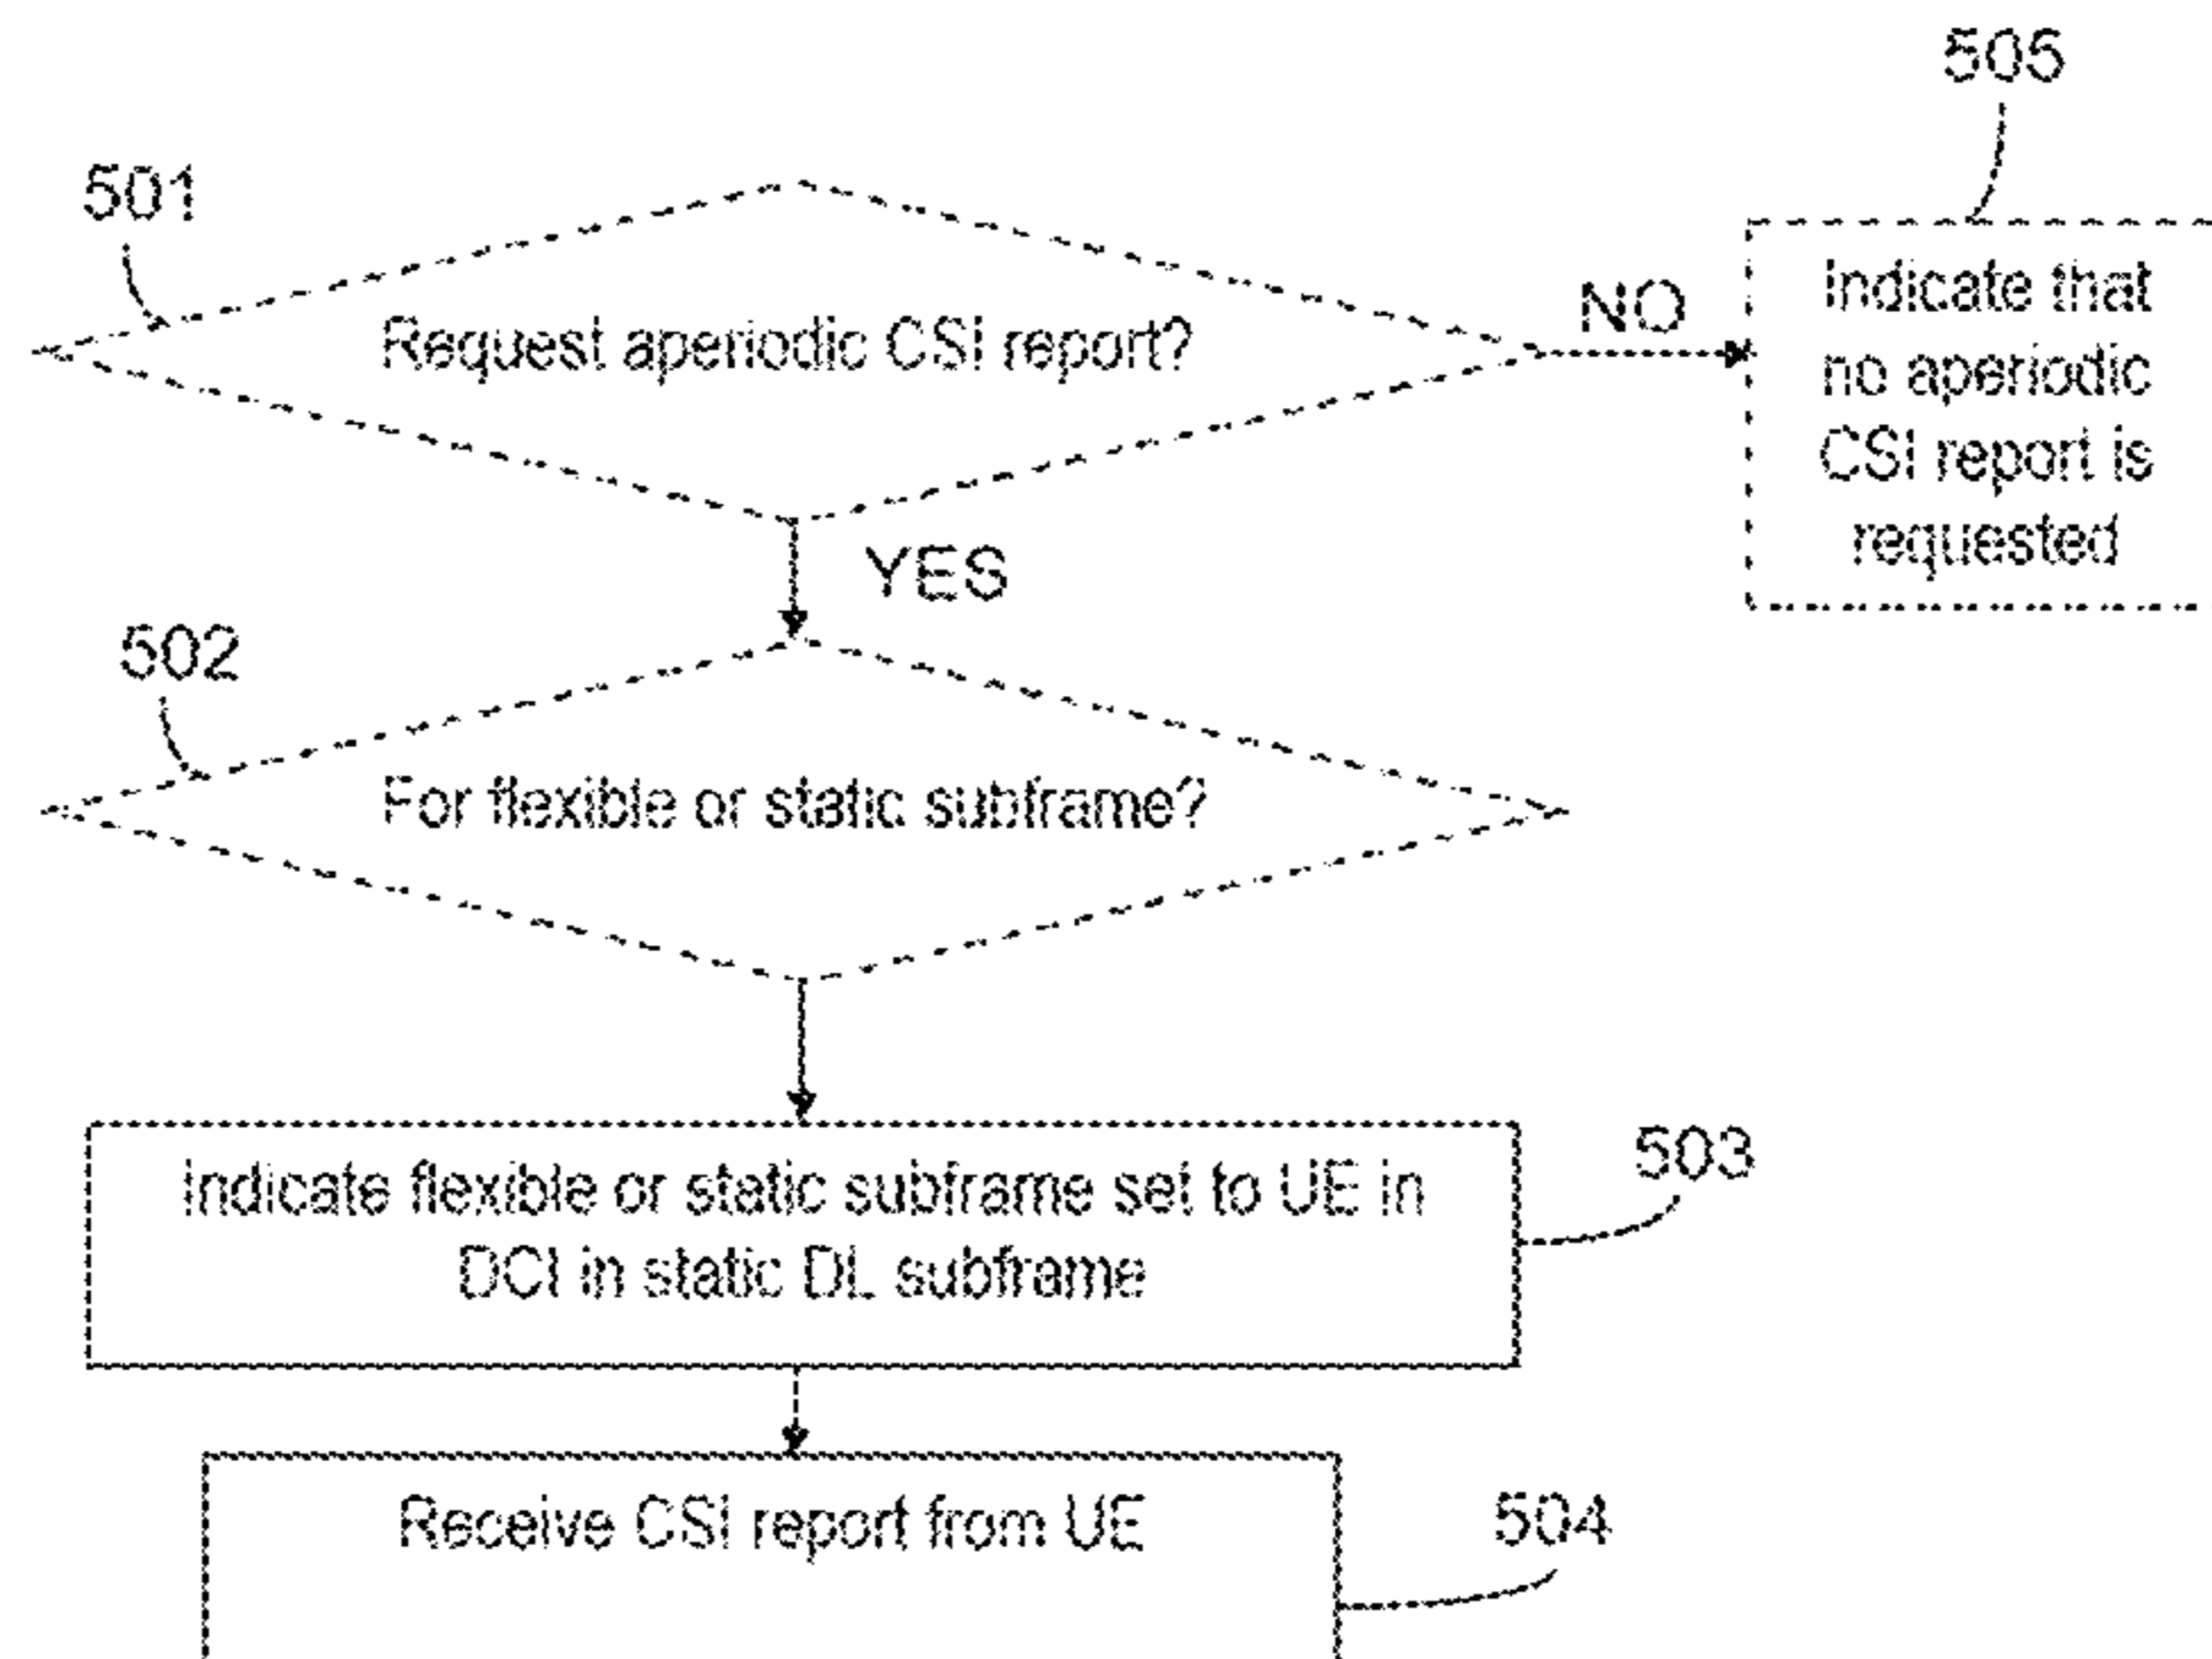 505
501
Indicate that
no aperiodic
CSI report is
requested
NO
Request aperiodic CSI report?
YES
502
For flexible or static subframe?
503
Indicate flexible or static subframe set to UE in
DCI in static DL subframe
504
Receive CSI report from UE